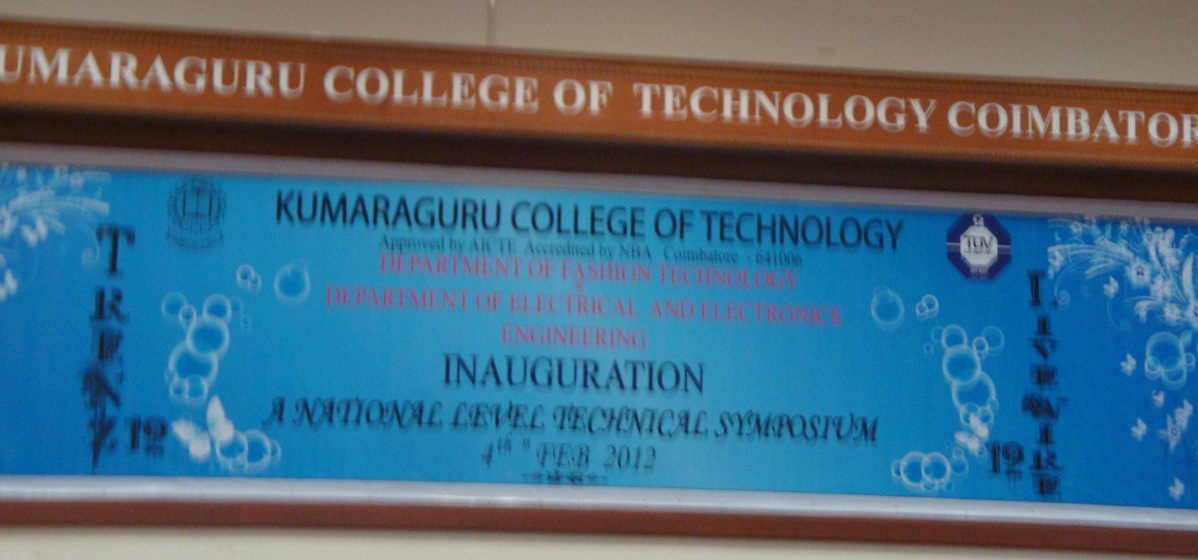 UMARAGURU COLLEGE OF TECHNOLOGY COIMBATOR
KUMARAGURU COLLEGE OF TECHNOLOGY
Approved by AICTE Accredited by NBA Coimbatore - 641006
DEPARTMENT OF FASHION TECHNOLOGY
&
DEPARTMENT OF ELECTRICAL AND ELECTRONICS
ENGINEERING
INAUGURATION
A NATIONAL LEVEL TECHNICAL SYMPOSIUM
4th FEB 2012
TRENZ 12
LIVEWIRE 12
TUV